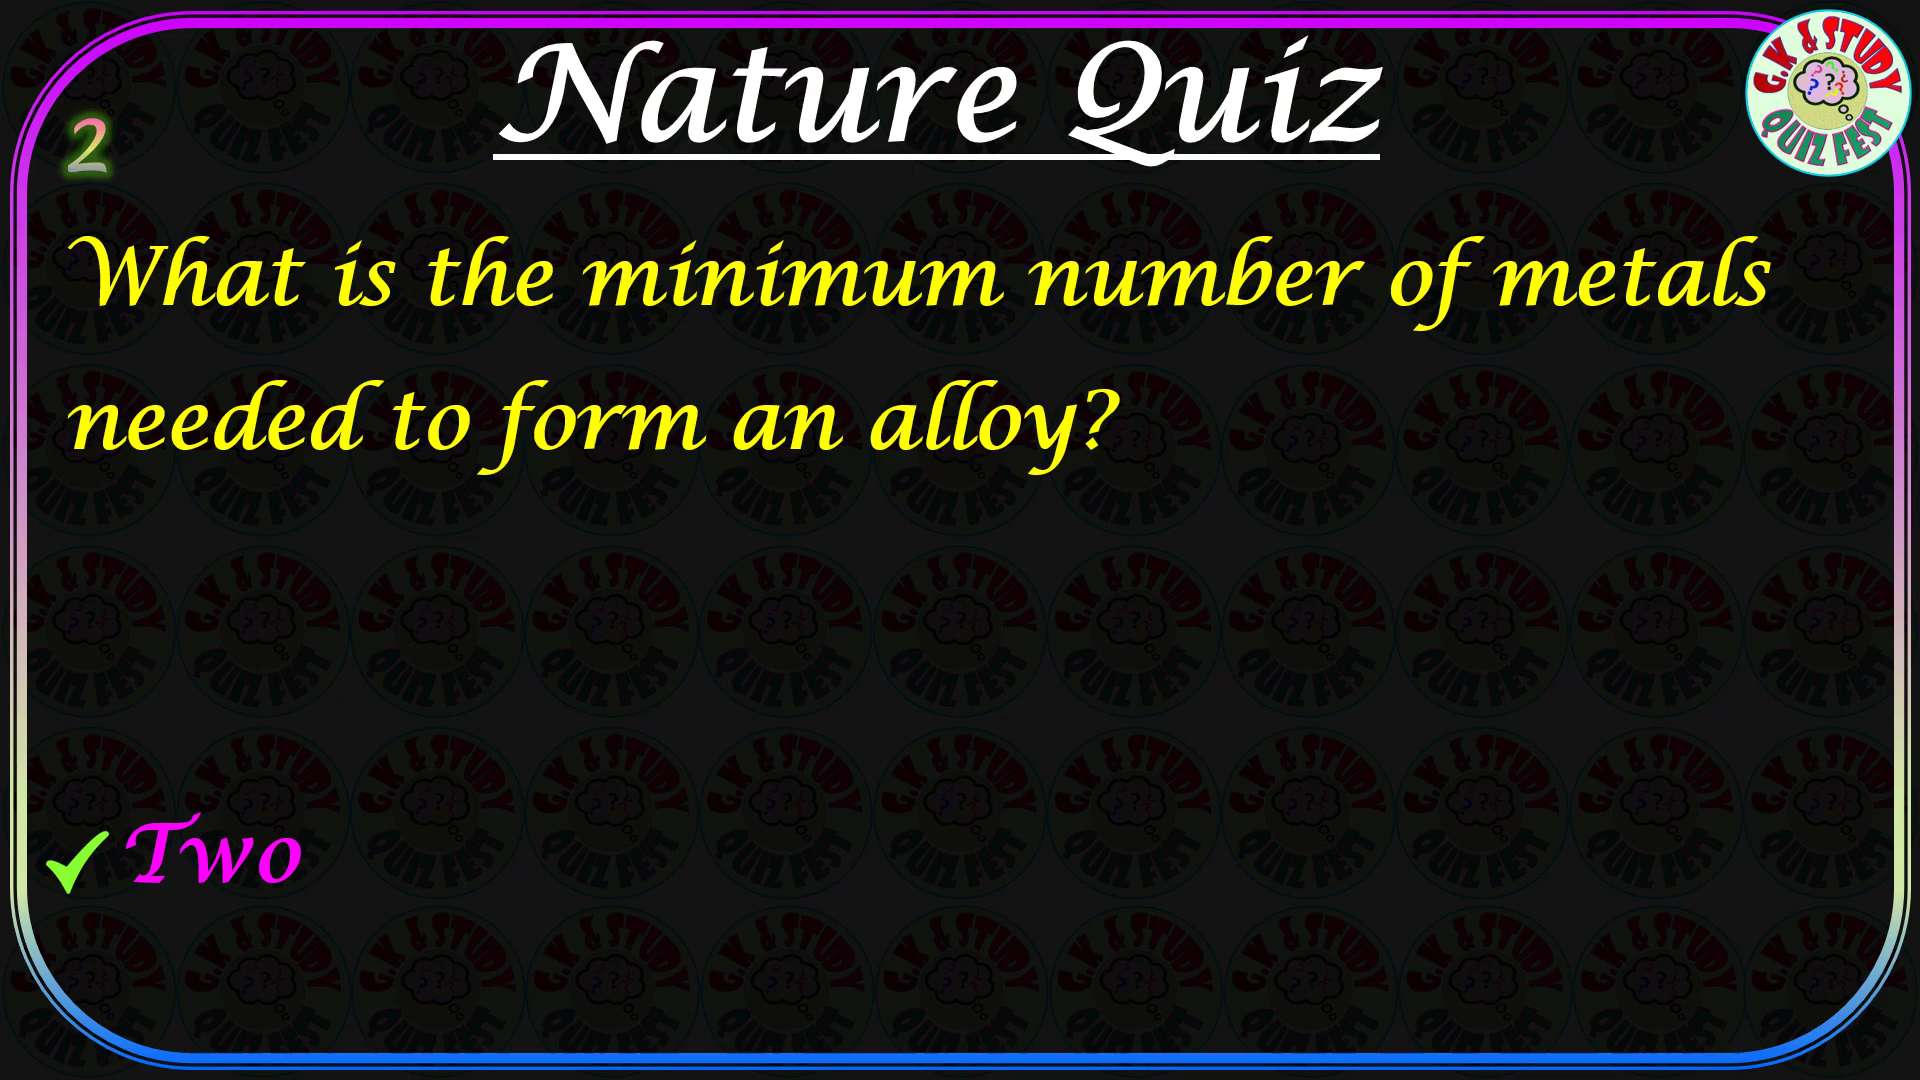 Nature Quiz
G.K & STUDY
QUIZ FEST
2
What is the minimum number of metals
needed to form an alloy?
Two